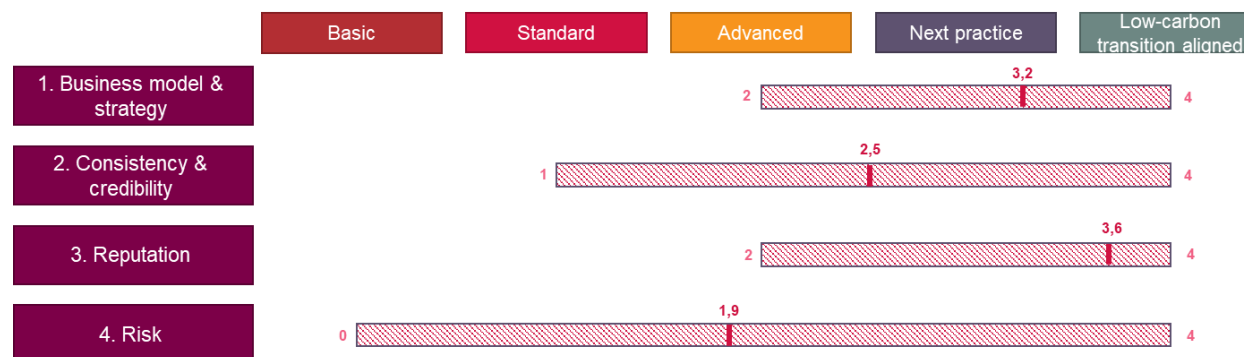 Basic
Standard
Advanced
Next practice
Low-carbon
transition aligned
1. Business model &
strategy
2
3,2
4
2. Consistency &
credibility
1
2,5
4
3. Reputation
2
3,6
4
4. Risk
0
1,9
4